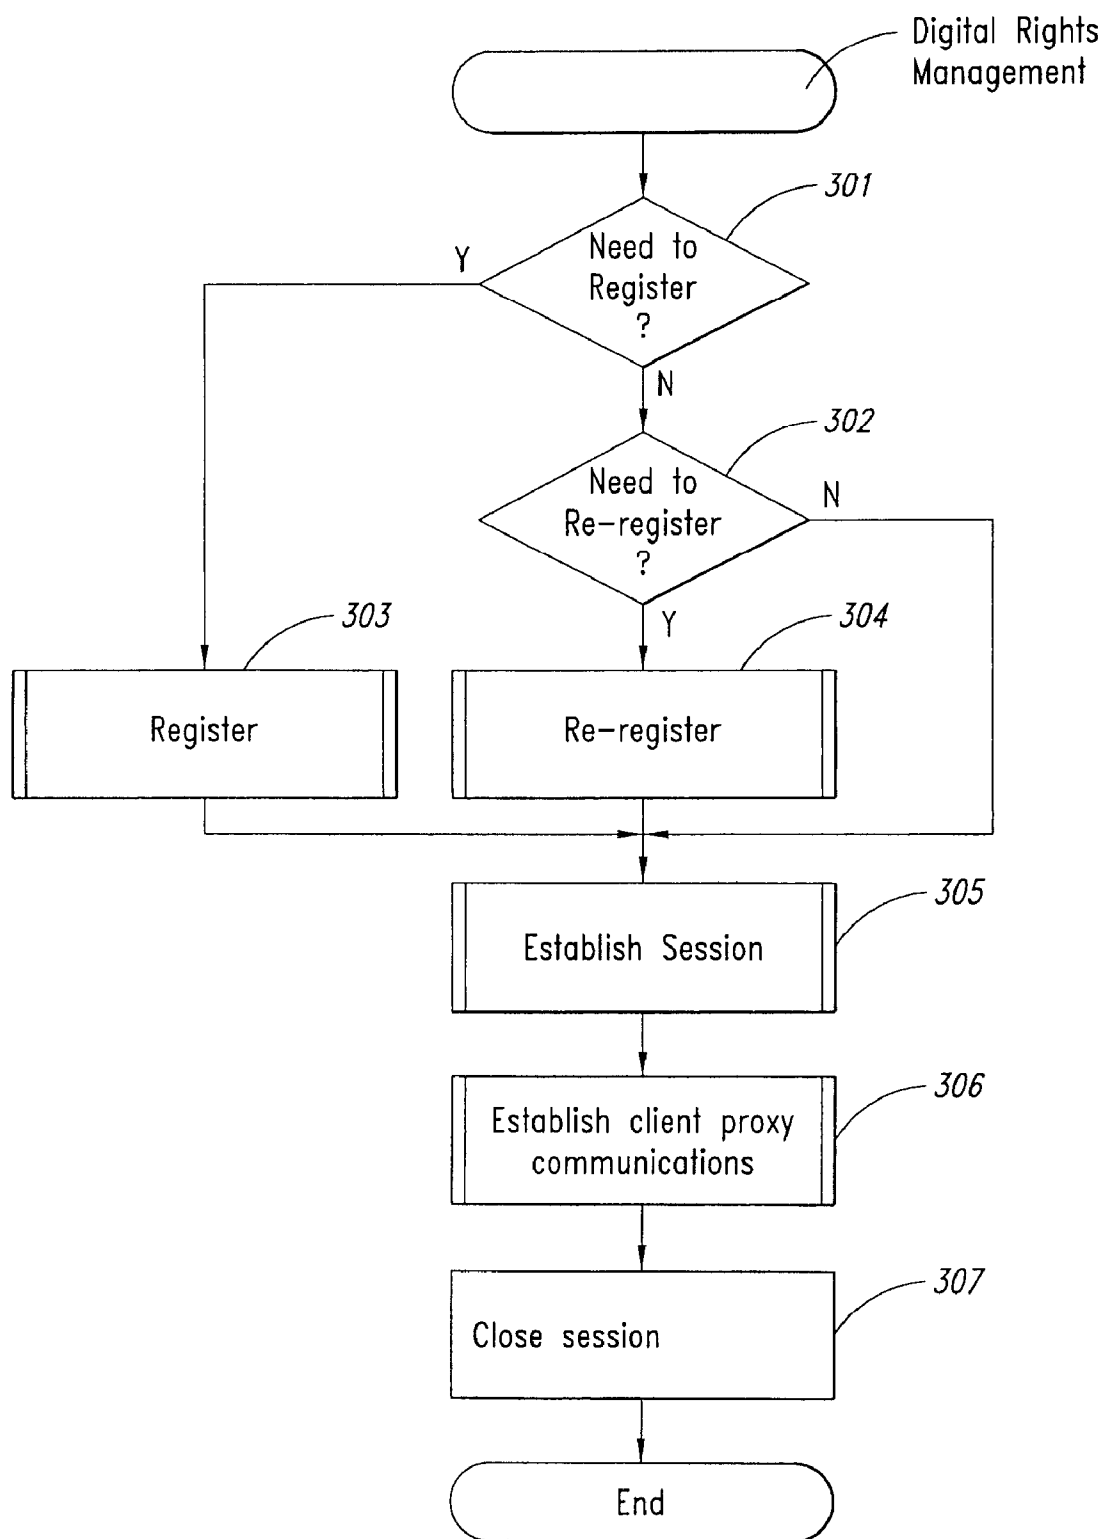 Digital Rights
Management
301
Need to
Register
?
Y
N
302
Need to
Re-register
?
N
Y
303
304
Register
Re-register
305
Establish Session
306
Establish client proxy
communications
307
Close session
End